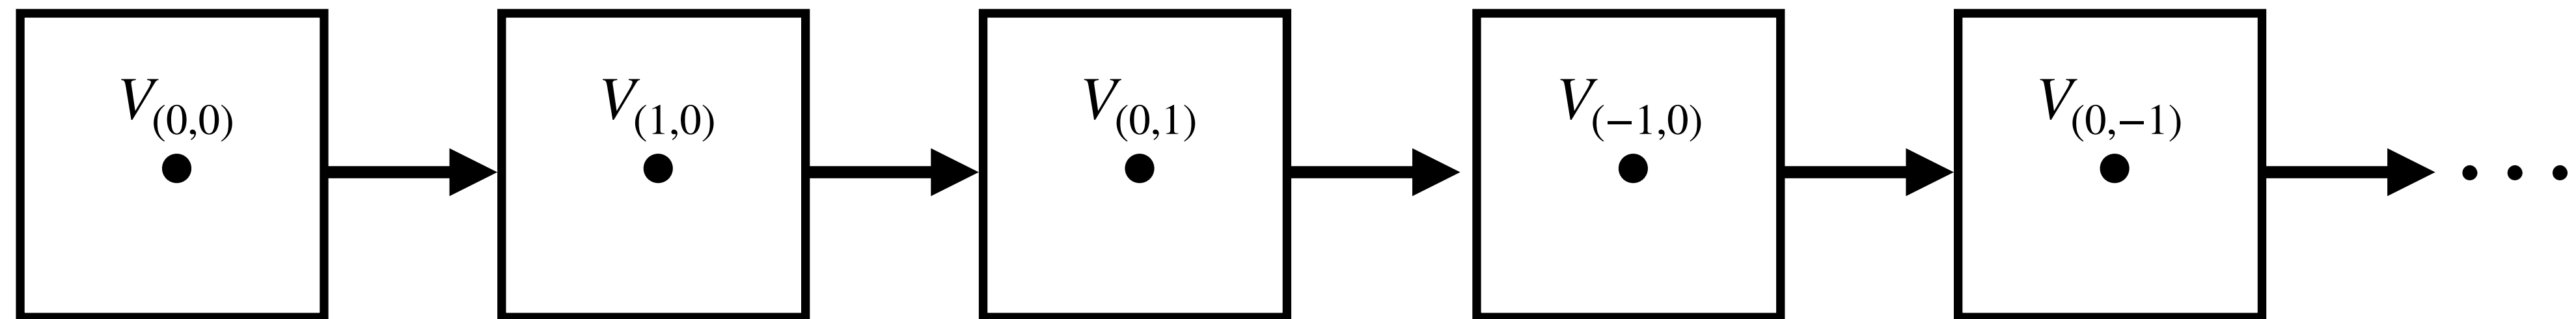 V(0,0) V(1,0) V(0,1) V(−1,0) V(0,−1) . . .